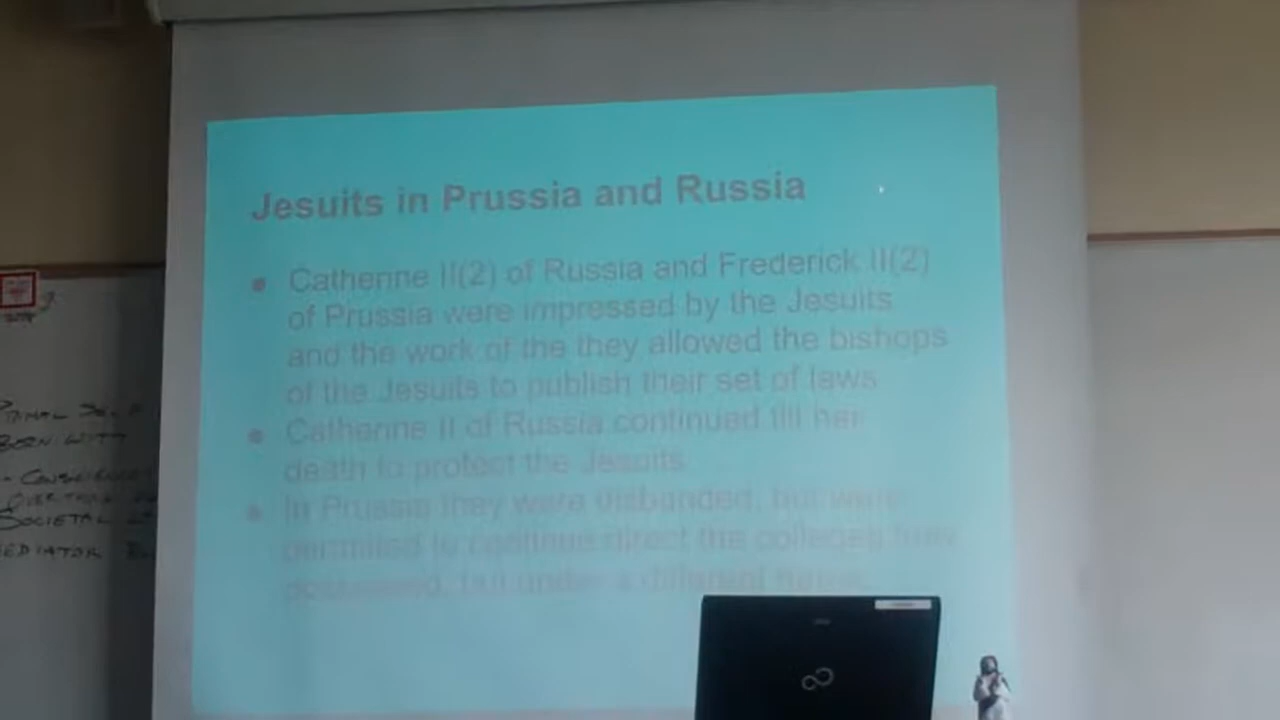 Jesuits in Prussia and Russia
Catherine II(2) of Russia and Frederick II(2)
of Prussia were impressed by the Jesuits
and the work of the they allowed the bishops
of the Jesuits to publish their set of laws
Catherine II of Russia continued till her
death to protect the Jesuits
In Prussia they were disbanded, but were
permitted to continue direct the colleges they
possessed, but under a different name.
BORN WITH
SOCIETAL